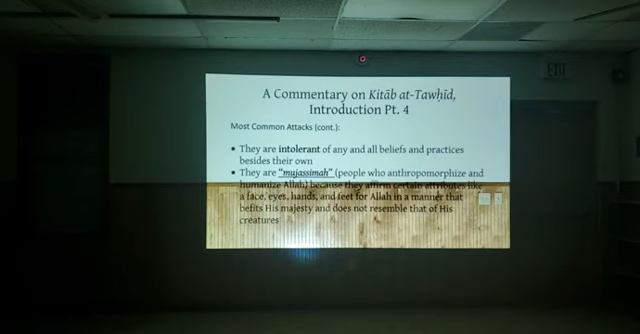 EXIT
A Commentary on Kitāb at-Tawḥīd,
Introduction Pt. 4
Most Common Attacks (cont.):
• They are intolerant of any and all beliefs and practices
besides their own
• They are "mujassimah" (people who anthropomorphize and
humanize Allah) because they affirm certain attributes like
a face, eyes, hands, and feet for Allah in a manner that
befits His majesty and does not resemble that of His
creatures